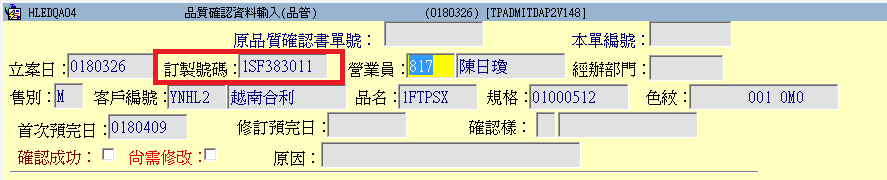 HLEDQA04 品質確認資料輸入(品管) (0180326) [TPADMITDAP2V148]
原品質確認書單號： 本單編號：
立案日：0180326 訂製號碼：1SF383011 營業員：817 陳日瓊 經辦部門：
售別：M 客戶編號：YNHL2 越南合利 品名：1FTPSX 規格：01000512 色紋： 001 0M0
首次預完日：0180409 修訂預完日： 確認樣：
確認成功： 尚需修改： 原因：